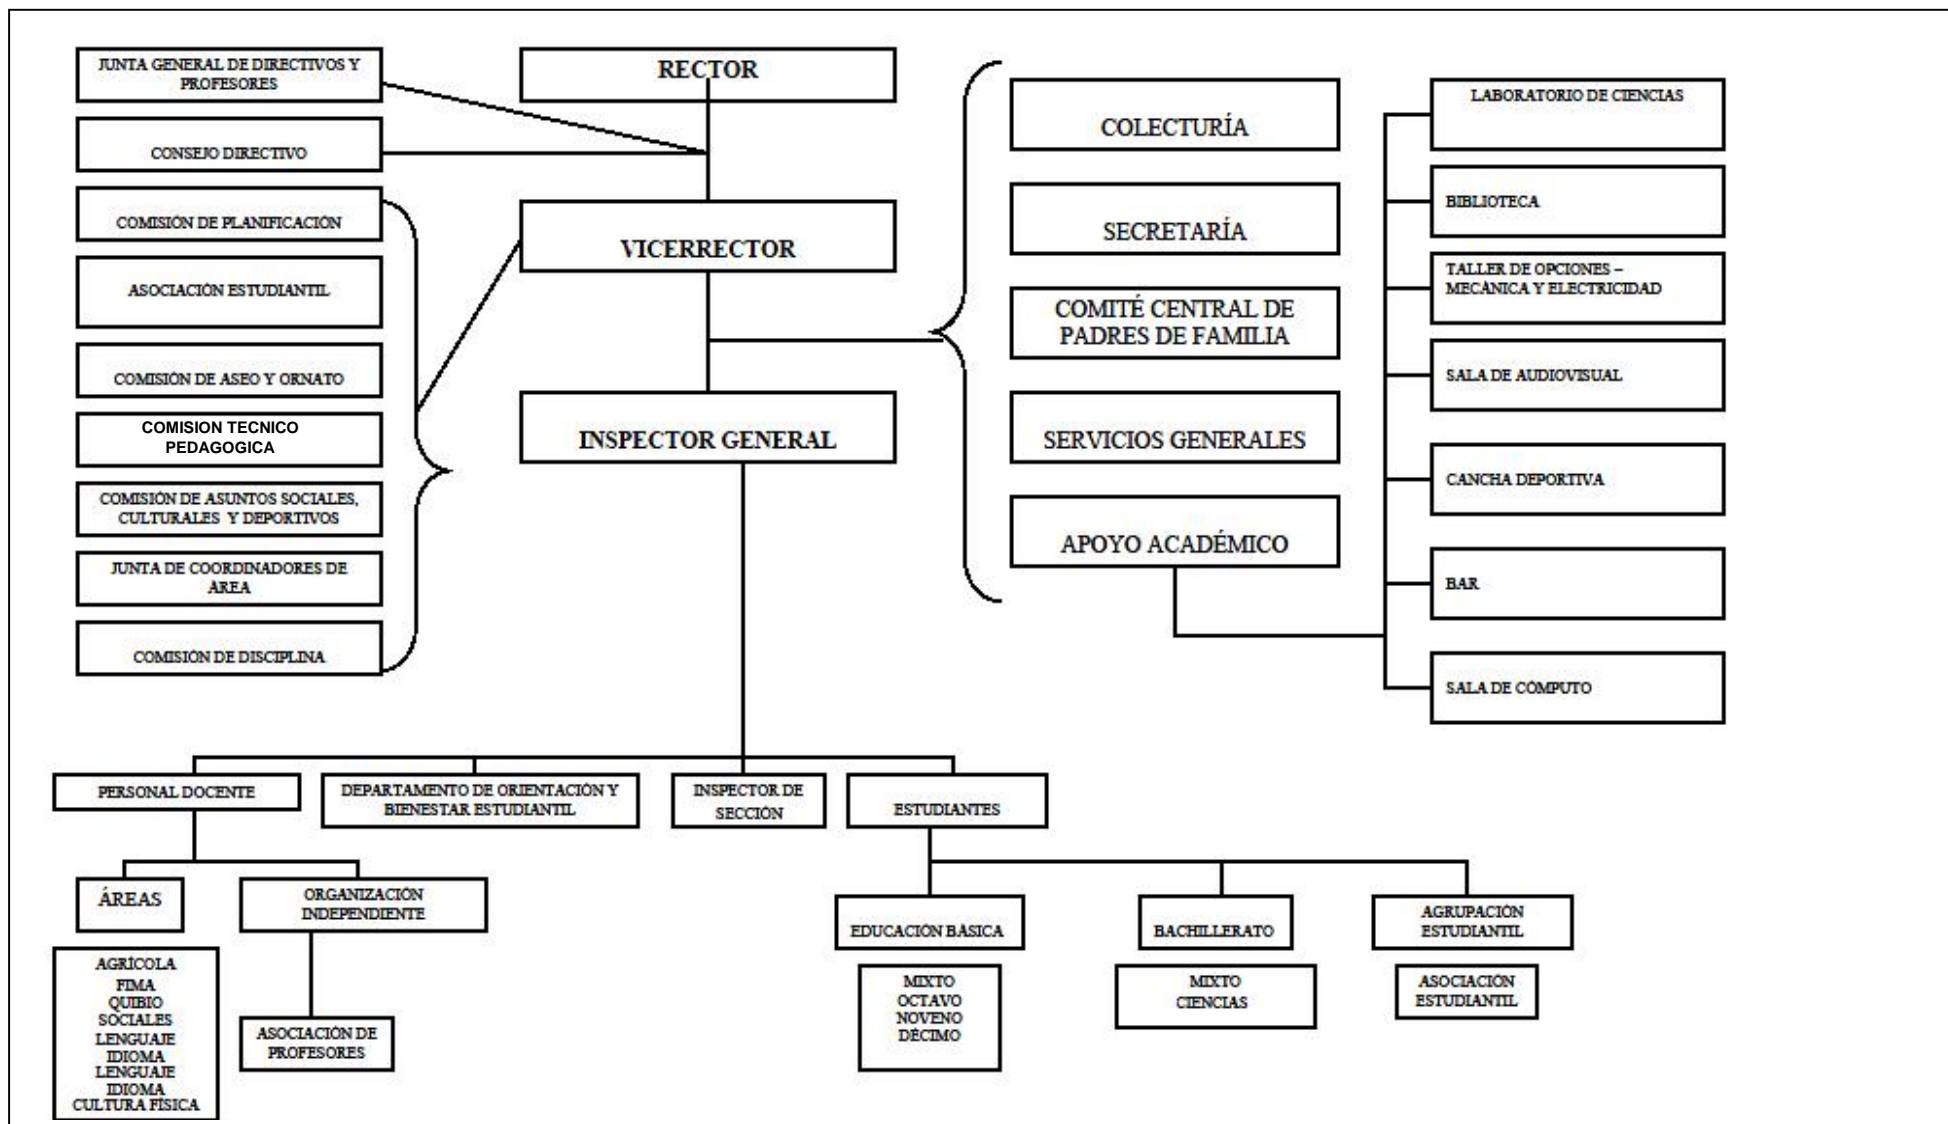 JUNTA GENERAL DE DIRECTIVOS Y
PROFESORES
CONSEJO DIRECTIVO
COMISIÓN DE PLANIFICACIÓN
ASOCIACIÓN ESTUDIANTIL
COMISIÓN DE ASEO Y ORNATO
COMISION TECNICO
PEDAGOGICA
COMISIÓN DE ASUNTOS SOCIALES,
CULTURALES Y DEPORTIVOS
JUNTA DE COORDINADORES DE
ÁREA
COMISIÓN DE DISCIPLINA
RECTOR
VICERRECTOR
INSPECTOR GENERAL
COLECTURÍA
SECRETARÍA
COMITÉ CENTRAL DE
PADRES DE FAMILIA
SERVICIOS GENERALES
APOYO ACADÉMICO
LABORATORIO DE CIENCIAS
BIBLIOTECA
TALLER DE OPCIONES –
MECÁNICA Y ELECTRICIDAD
SALA DE AUDIOVISUAL
CANCHA DEPORTIVA
BAR
SALA DE CÓMPUTO
PERSONAL DOCENTE
DEPARTAMENTO DE ORIENTACIÓN Y
BIENESTAR ESTUDIANTIL
INSPECTOR DE
SECCIÓN
ESTUDIANTES
ÁREAS
ORGANIZACIÓN
INDEPENDIENTE
AGRÍCOLA
FIMA
QUIBIO
SOCIALES
LENGUAJE
IDIOMA
LENGUAJE
IDIOMA
CULTURA FÍSICA
ASOCIACIÓN DE
PROFESORES
EDUCACIÓN BÁSICA
MIXTO
OCTAVO
NOVENO
DÉCIMO
BACHILLERATO
MIXTO
CIENCIAS
AGRUPACIÓN
ESTUDIANTIL
ASOCIACIÓN
ESTUDIANTIL